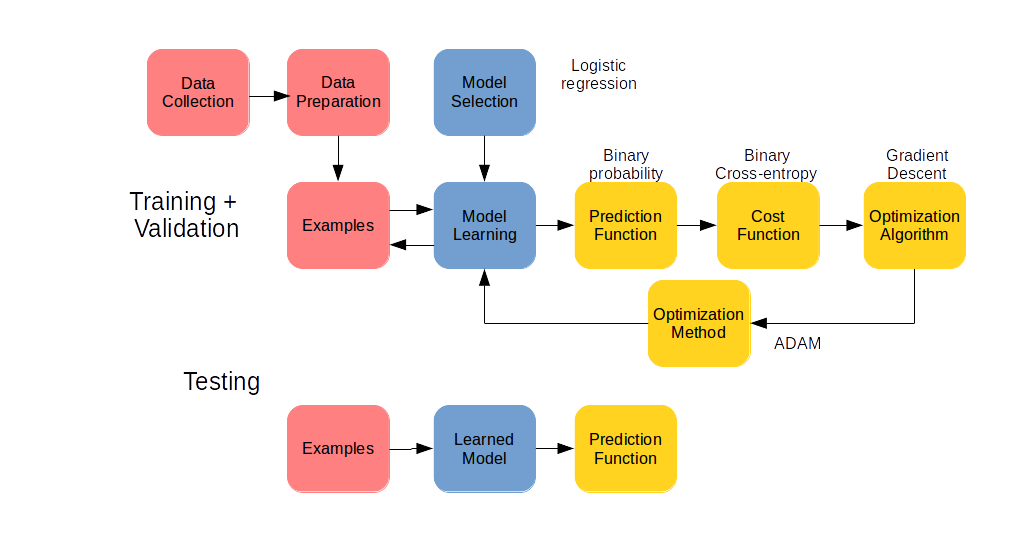 Data
Collection
Data
Preparation
Model
Selection
Logistic
regression
Training +
Validation
Examples
Model
Learning
Binary
probability
Prediction
Function
Binary
Cross-entropy
Cost
Function
Gradient
Descent
Optimization
Algorithm
Optimization
Method
ADAM
Testing
Examples
Learned
Model
Prediction
Function